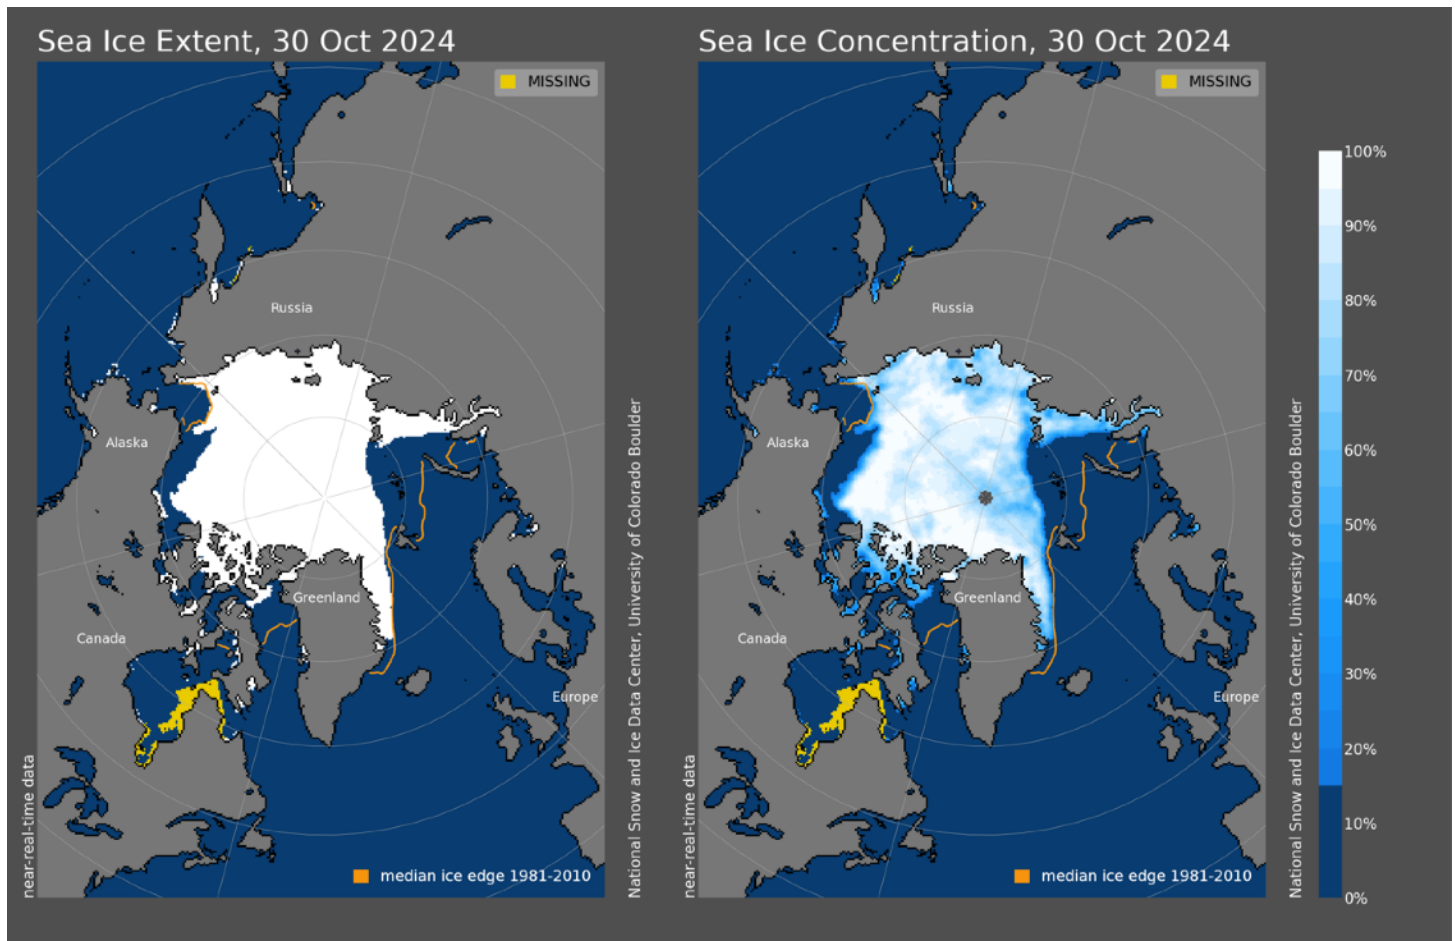 Sea Ice Extent, 30 Oct 2024
MISSING
Russia
Alaska
Greenland
Canada
Europe
median ice edge 1981-2010
near-real-time data
National Snow and Ice Data Center, University of Colorado Boulder
Sea Ice Concentration, 30 Oct 2024
MISSING
Russia
Alaska
Greenland
Canada
Europe
median ice edge 1981-2010
near-real-time data
National Snow and Ice Data Center, University of Colorado Boulder
100%
90%
80%
70%
60%
50%
40%
30%
20%
10%
0%